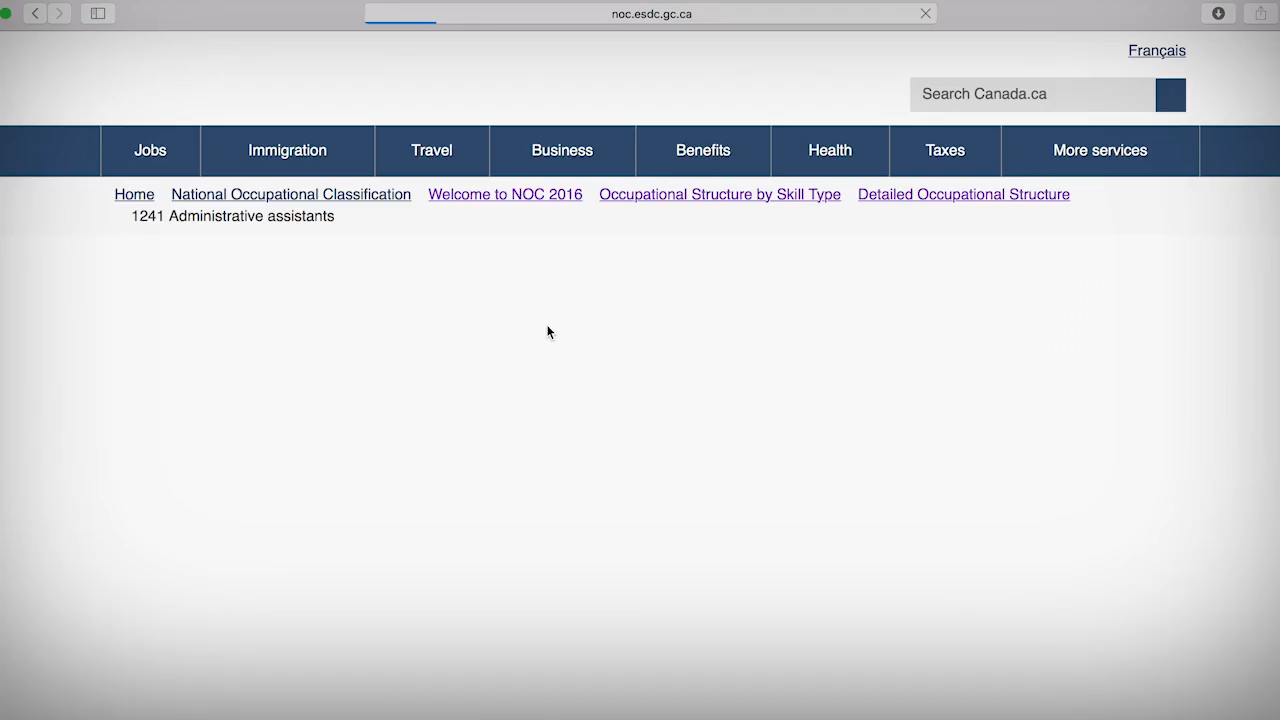 noc.esdc.gc.ca
Français
Search Canada.ca
Jobs Immigration Travel Business Benefits Health Taxes More services
Home National Occupational Classification Welcome to NOC 2016 Occupational Structure by Skill Type Detailed Occupational Structure
1241 Administrative assistants